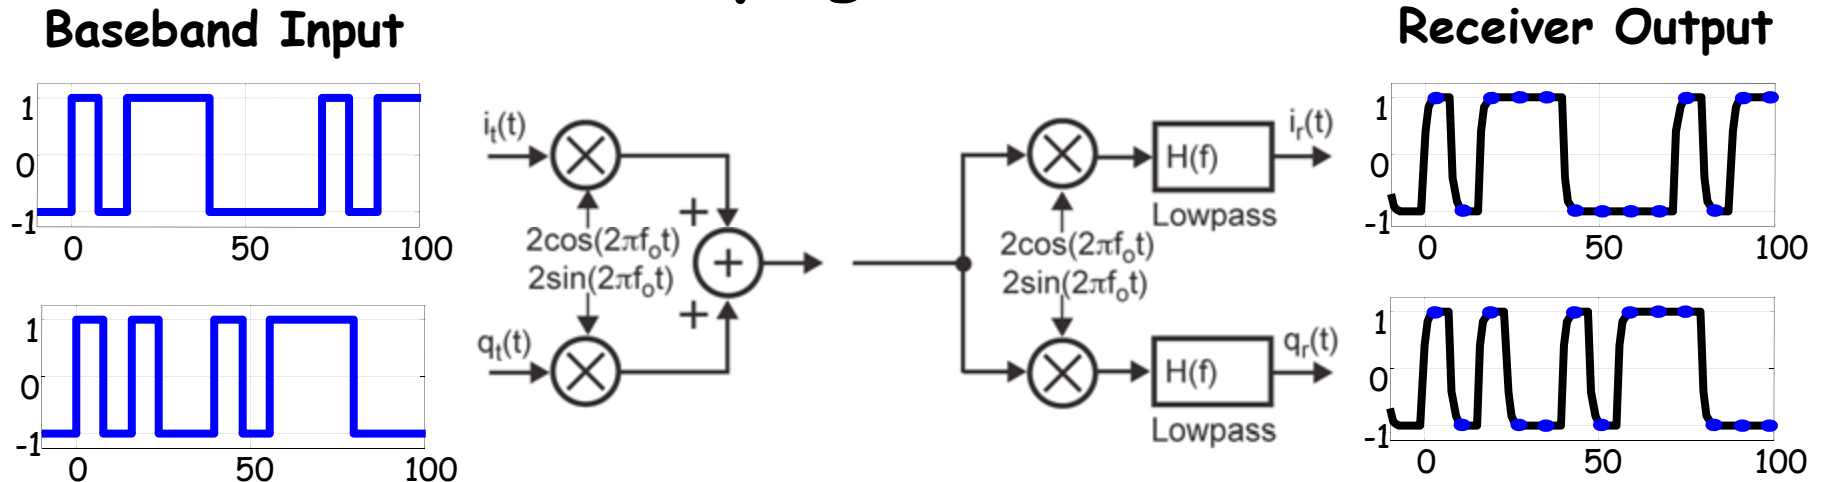 Baseband Input
Receiver Output
1
0
-1
0 50 100
1
0
-1
0 50 100
i_t(t)
2cos(2πf_ot)
2sin(2πf_ot)
q_t(t)
+
+
+
2cos(2πf_ot)
2sin(2πf_ot)
H(f)
Lowpass
i_r(t)
H(f)
Lowpass
q_r(t)
1
0
-1
0 50 100
1
0
-1
0 50 100